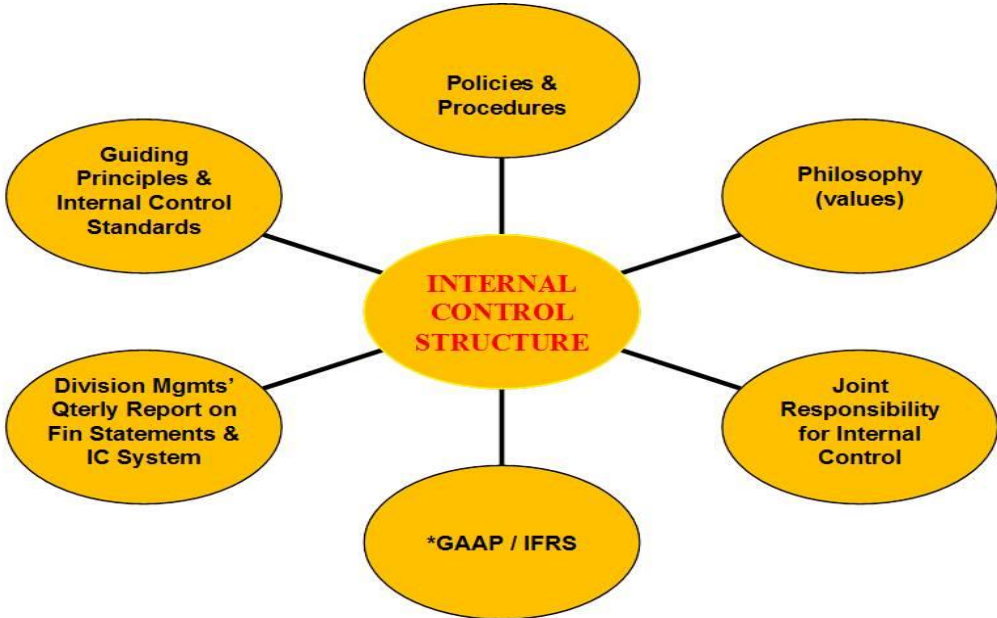 Policies &
Procedures
Guiding
Principles &
Internal Control
Standards
Philosophy
(values)
INTERNAL
CONTROL
STRUCTURE
Division Mgmts’
Qterly Report on
Fin Statements &
IC System
Joint
Responsibility
for Internal
Control
*GAAP / IFRS